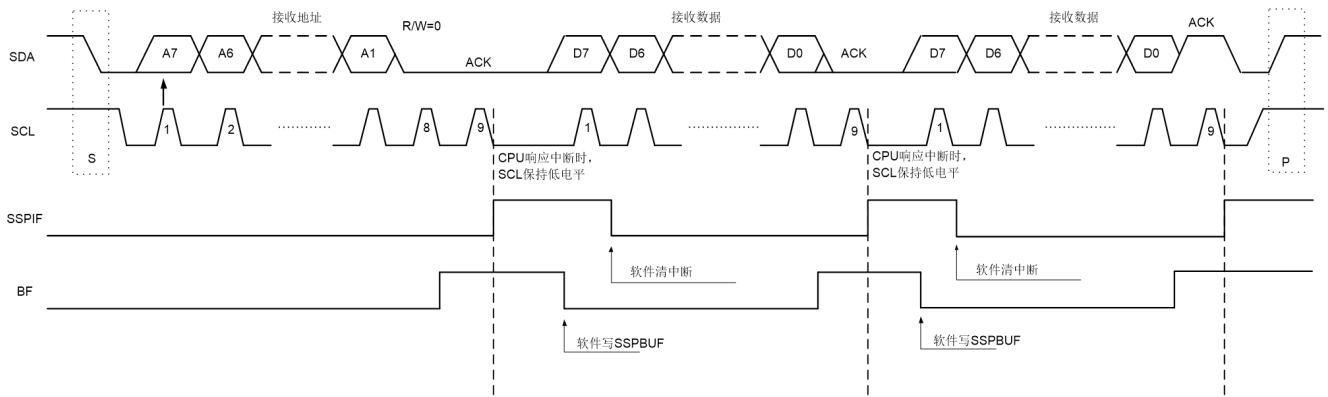 接收地址
接收数据
接收数据
R/W=0
ACK
SDA
A7
A6
A1
ACK
D7
D6
D0
ACK
D7
D6
D0
SCL
1
2
8
9
1
9
1
9
S
CPU响应中断时，
SCL保持低电平
CPU响应中断时，
SCL保持低电平
P
SSPIF
软件清中断
软件清中断
BF
软件写SSPBUF
软件写SSPBUF